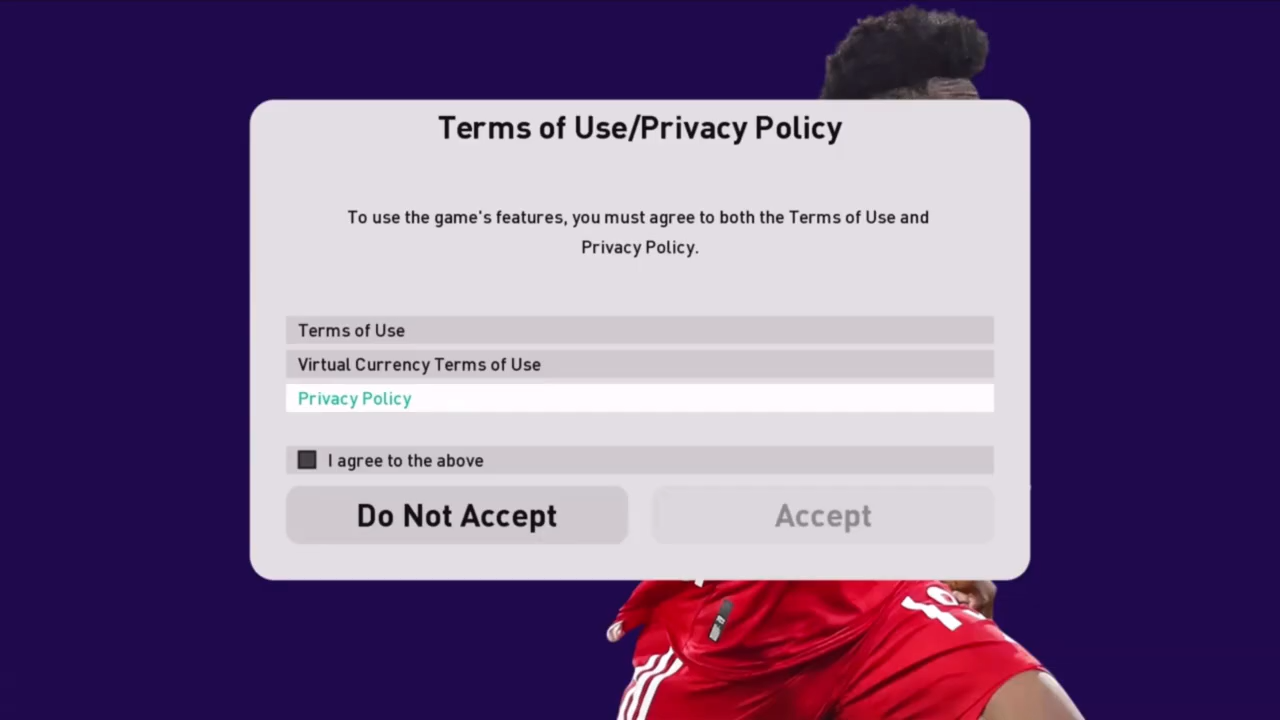 Terms of Use/Privacy Policy
To use the game's features, you must agree to both the Terms of Use and
Privacy Policy.
Terms of Use
Virtual Currency Terms of Use
Privacy Policy
I agree to the above
Do Not Accept
Accept
19